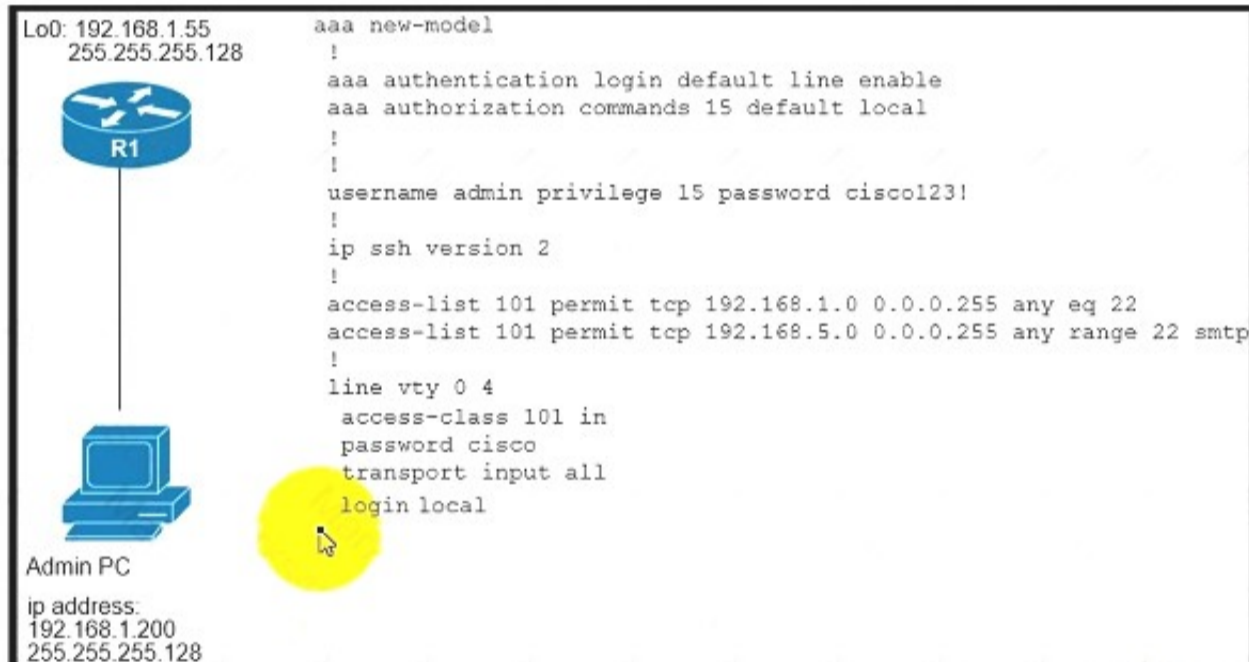 Lo0: 192.168.1.55
255.255.255.128
R1
Admin PC
ip address:
192.168.1.200
255.255.255.128
aaa new-model
!
aaa authentication login default line enable
aaa authorization commands 15 default local
!
!
username admin privilege 15 password cisco123!
!
ip ssh version 2
!
access-list 101 permit tcp 192.168.1.0 0.0.0.255 any eq 22
access-list 101 permit tcp 192.168.5.0 0.0.0.255 any range 22 smtp
!
line vty 0 4
access-class 101 in
password cisco
transport input all
login local